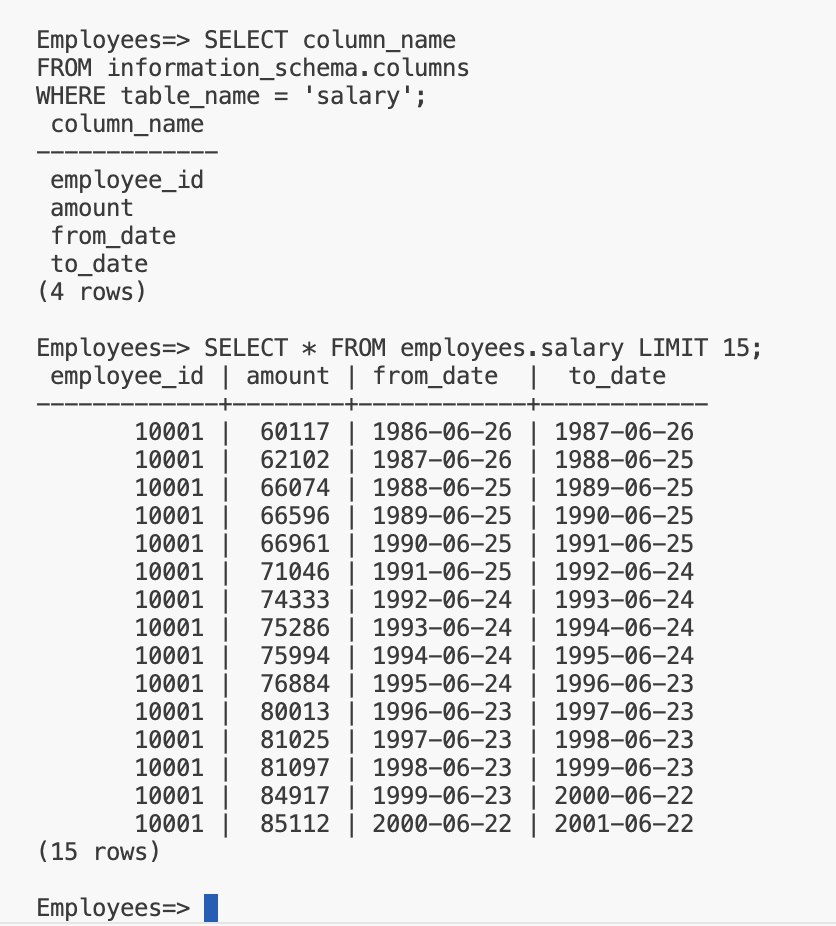 Employees=> SELECT column_name
FROM information_schema.columns
WHERE table_name = 'salary';
 column_name
-------------
 employee_id
 amount
 from_date
 to_date
(4 rows)

Employees=> SELECT * FROM employees.salary LIMIT 15;
 employee_id | amount | from_date  |  to_date
-------------+--------+------------+------------
       10001 |  60117 | 1986-06-26 | 1987-06-26
       10001 |  62102 | 1987-06-26 | 1988-06-25
       10001 |  66074 | 1988-06-25 | 1989-06-25
       10001 |  66596 | 1989-06-25 | 1990-06-25
       10001 |  66961 | 1990-06-25 | 1991-06-25
       10001 |  71046 | 1991-06-25 | 1992-06-24
       10001 |  74333 | 1992-06-24 | 1993-06-24
       10001 |  75286 | 1993-06-24 | 1994-06-24
       10001 |  75994 | 1994-06-24 | 1995-06-24
       10001 |  76884 | 1995-06-24 | 1996-06-23
       10001 |  80013 | 1996-06-23 | 1997-06-23
       10001 |  81025 | 1997-06-23 | 1998-06-23
       10001 |  81097 | 1998-06-23 | 1999-06-23
       10001 |  84917 | 1999-06-23 | 2000-06-22
       10001 |  85112 | 2000-06-22 | 2001-06-22
(15 rows)

Employees=>